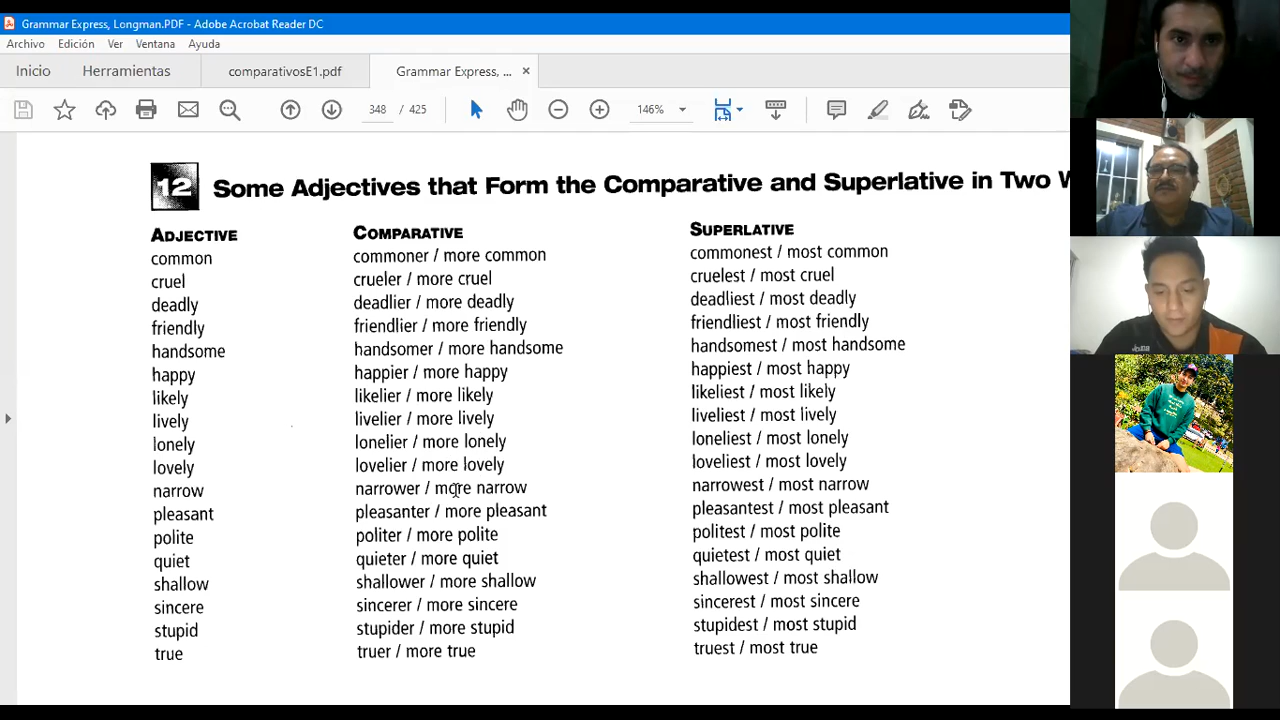 Grammar Express, Longman.PDF - Adobe Acrobat Reader DC
Archivo Edición Ver Ventana Ayuda
Inicio Herramientas comparativosE1.pdf Grammar Express, ... ×
348 / 425 146%
12 Some Adjectives that Form the Comparative and Superlative in Two
ADJECTIVE COMPARATIVE SUPERLATIVE
common commoner / more common commonest / most common
cruel crueler / more cruel cruelest / most cruel
deadly deadlier / more deadly deadliest / most deadly
friendly friendlier / more friendly friendliest / most friendly
handsome handsomer / more handsome handsomest / most handsome
happy happier / more happy happiest / most happy
likely likelier / more likely likeliest / most likely
lively livelier / more lively liveliest / most lively
lonely lonelier / more lonely loneliest / most lonely
lovely lovelier / more lovely loveliest / most lovely
narrow narrower / more narrow narrowest / most narrow
pleasant pleasanter / more pleasant pleasantest / most pleasant
polite politer / more polite politest / most polite
quiet quieter / more quiet quietest / most quiet
shallow shallower / more shallow shallowest / most shallow
sincere sincerer / more sincere sincerest / most sincere
stupid stupider / more stupid stupidest / most stupid
true truer / more true truest / most true